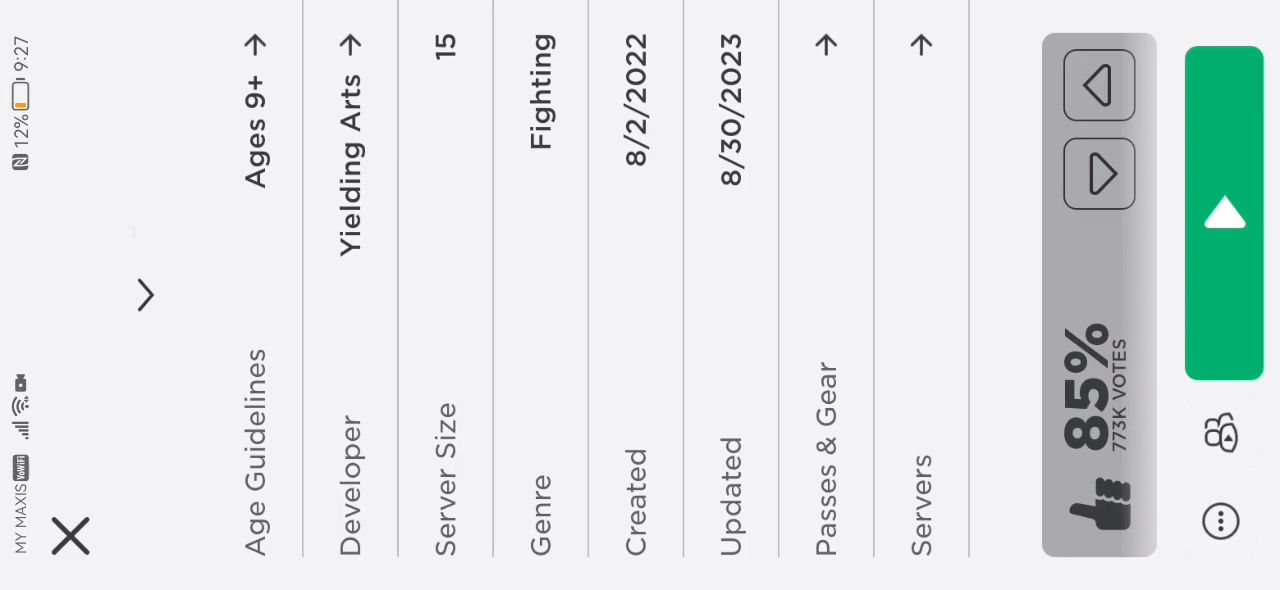 MY MAXIS VoWiFi 12% 9:27
Age Guidelines Ages 9+
Developer Yielding Arts
Server Size 15
Genre Fighting
Created 8/2/2022
Updated 8/30/2023
Passes & Gear
Servers
85%
773K VOTES